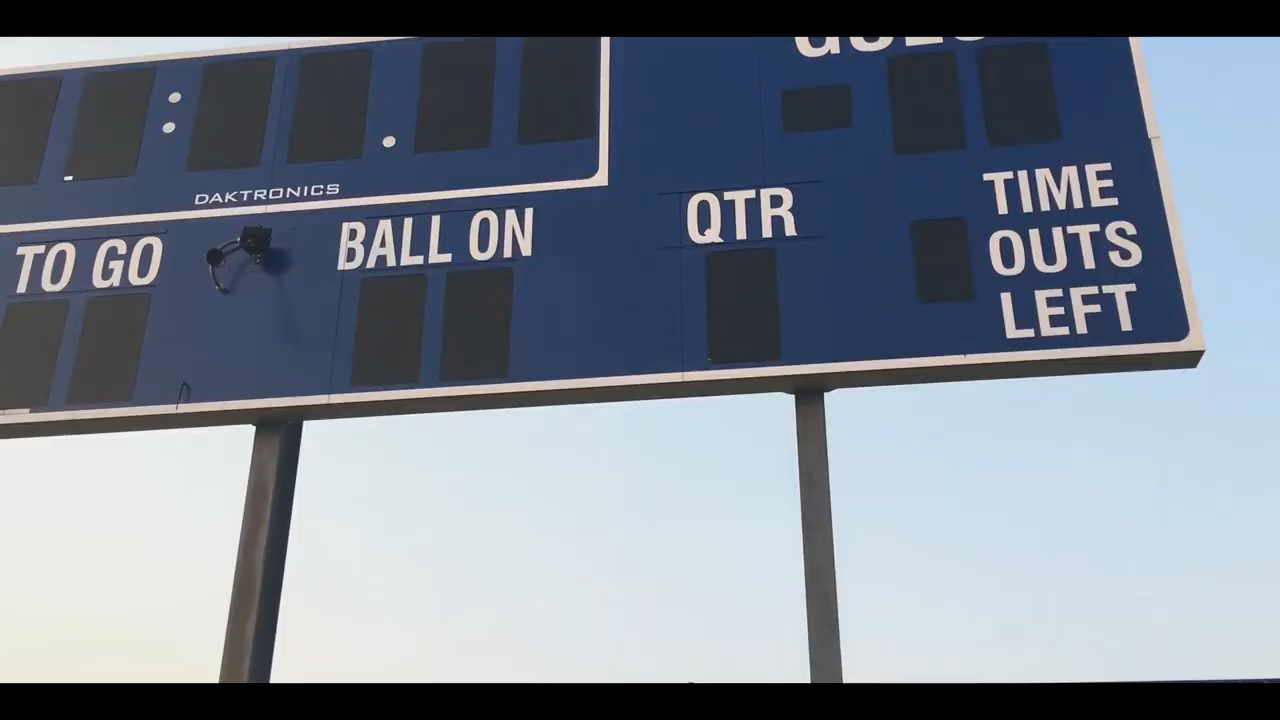 DAKTRONICS
TO GO
BALL ON
QTR
TIME
OUTS
LEFT